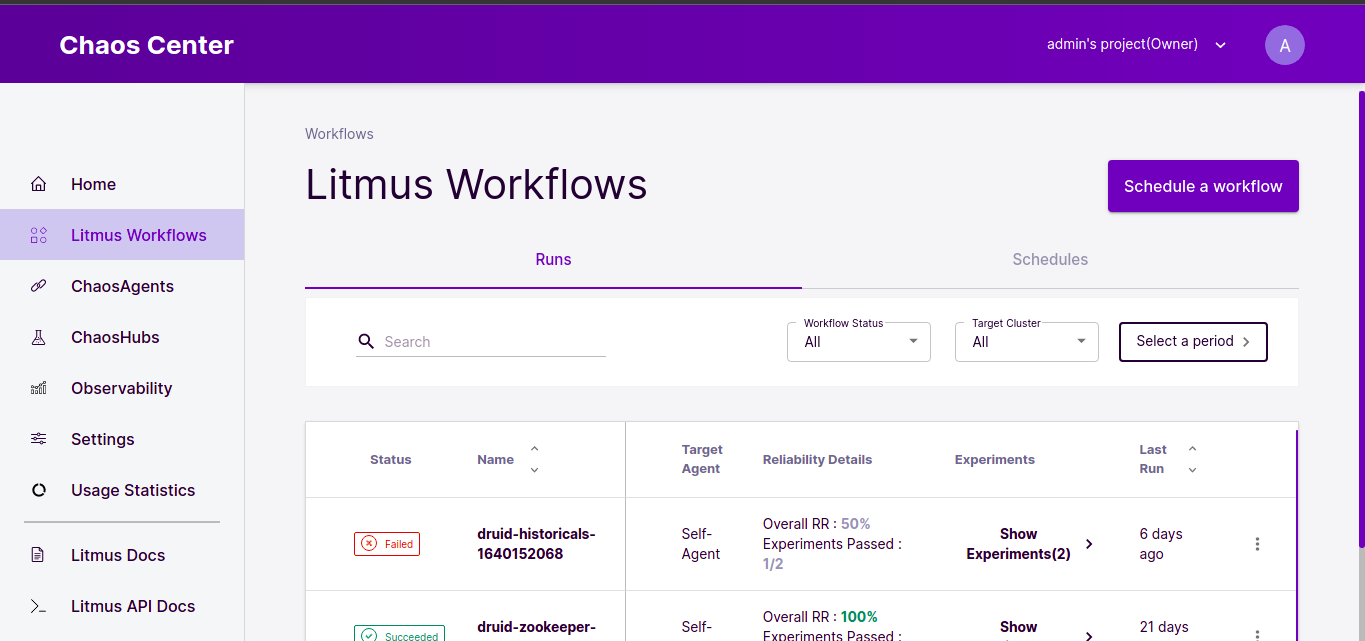 Chaos Center
admin's project(Owner)
A
Home
Litmus Workflows
ChaosAgents
ChaosHubs
Observability
Settings
Usage Statistics
Litmus Docs
Litmus API Docs
Workflows
Litmus Workflows
Schedule a workflow
Runs
Schedules
Search
Workflow Status
All
Target Cluster
All
Select a period
Status
Name
Target
Agent
Reliability Details
Experiments
Last
Run
Failed
druid-historicals-
1640152068
Self-
Agent
Overall RR : 50%
Experiments Passed :
1/2
Show
Experiments(2)
6 days
ago
Succeeded
druid-zookeeper-
Self-
Overall RR : 100%
Experiments Passed :
Show
21 days